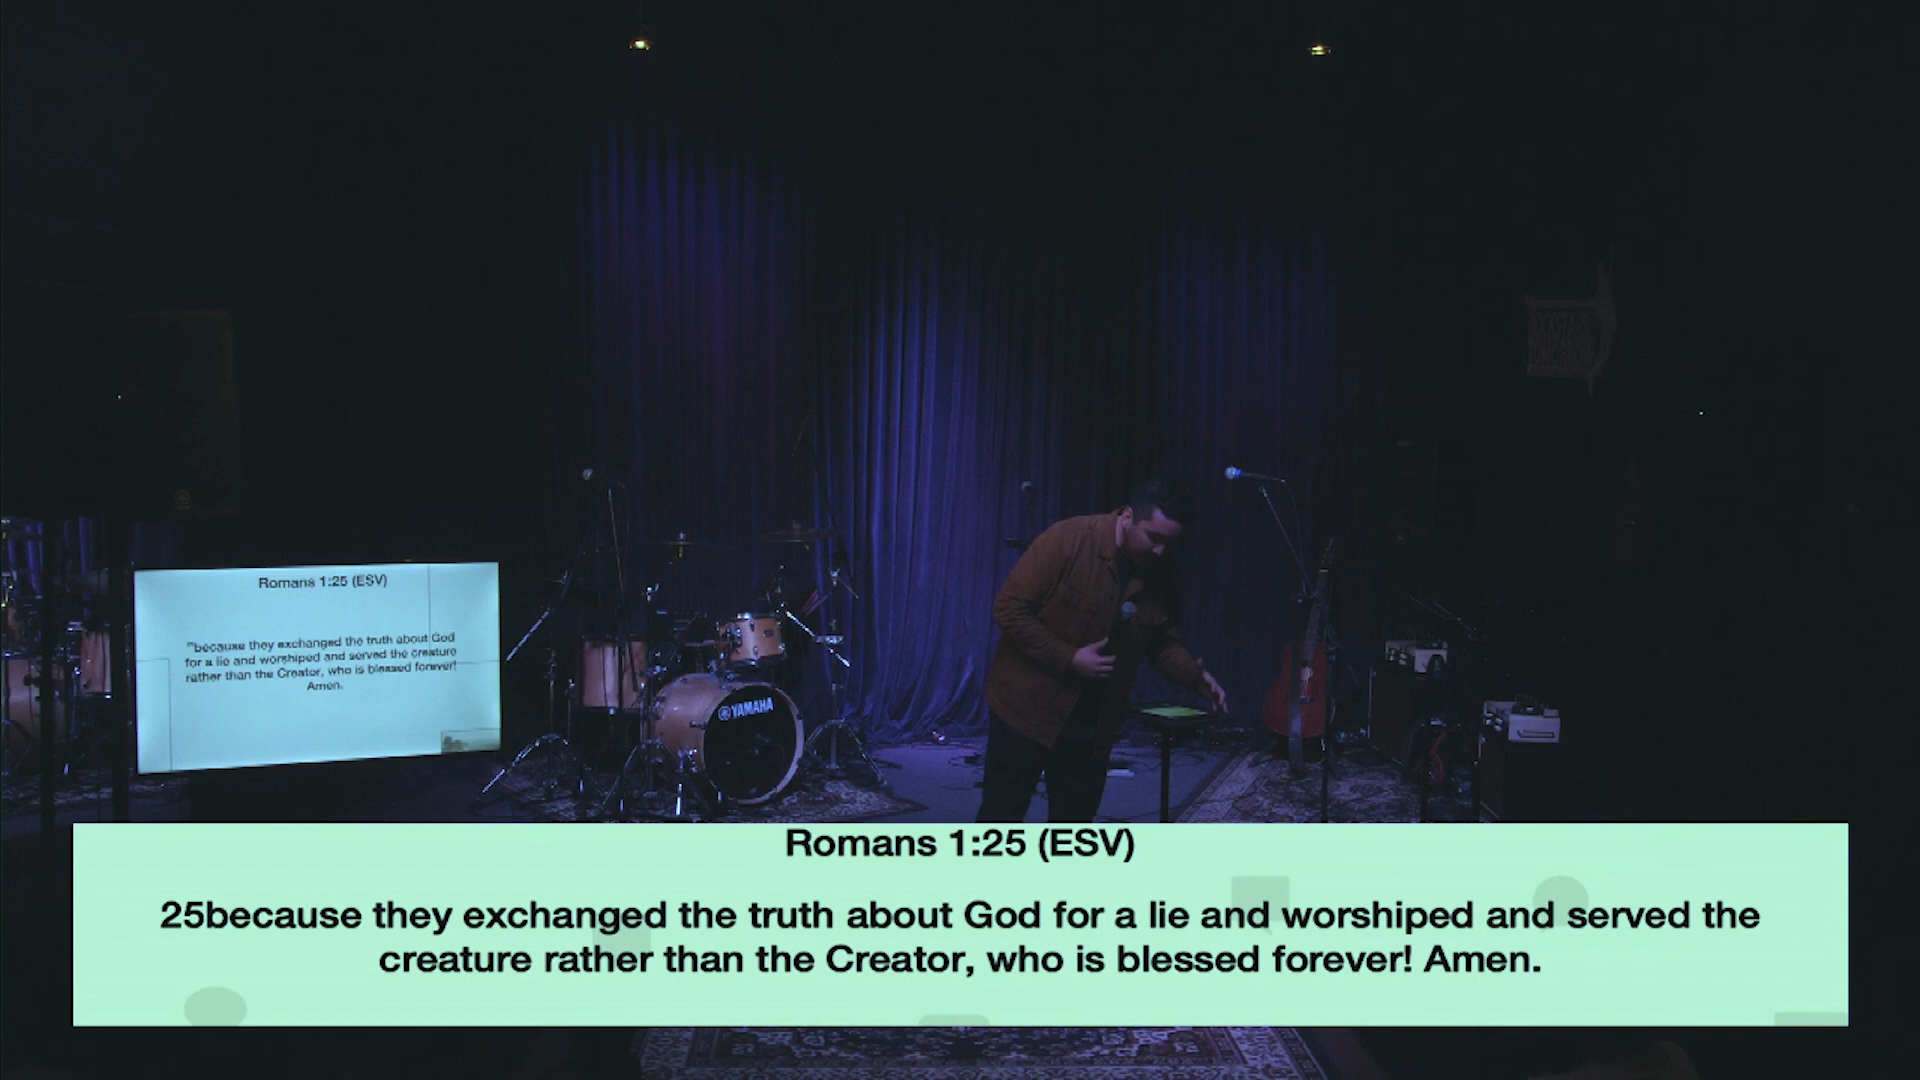 Romans 1:25 (ESV)
"because they exchanged the truth about God
for a lie and worshiped and served the creature
rather than the Creator, who is blessed forever!
Amen.
YAMAHA
Romans 1:25 (ESV)
25because they exchanged the truth about God for a lie and worshiped and served the
creature rather than the Creator, who is blessed forever! Amen.